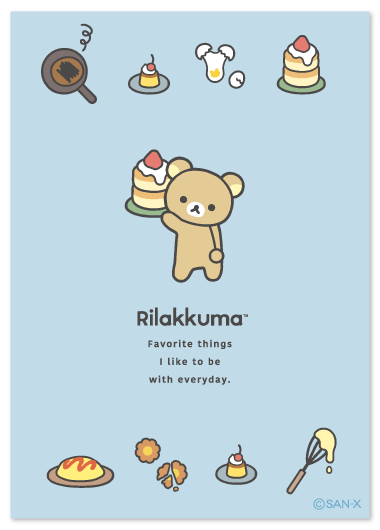 Rilakkuma™
Favorite things
I like to be
with everyday.
©SAN-X